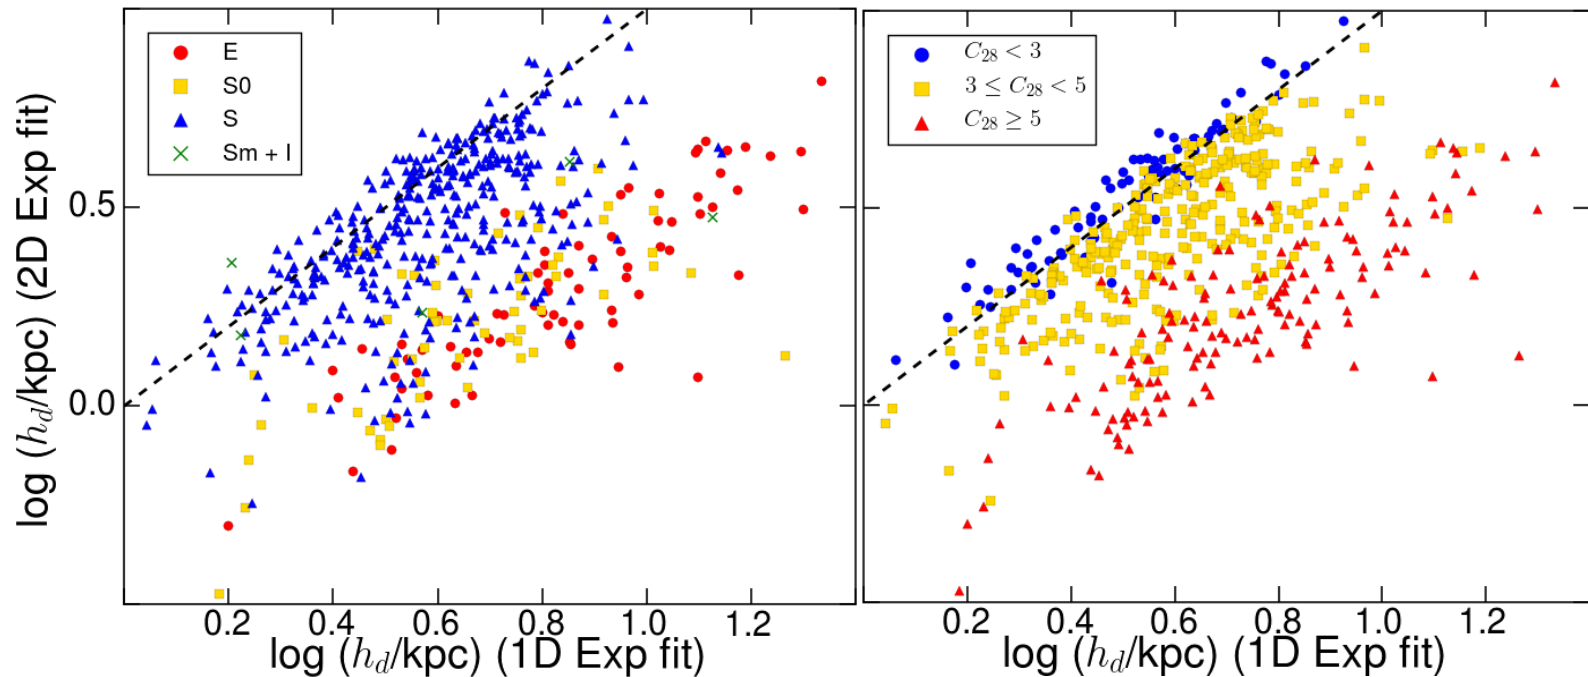 log (h_d/kpc) (2D Exp fit)
0.5
0.0
E
S0
S
Sm + I
0.2 0.4 0.6 0.8 1.0 1.2
log (h_d/kpc) (1D Exp fit)
C_28 < 3
3 ≤ C_28 < 5
C_28 ≥ 5
0.2 0.4 0.6 0.8 1.0 1.2
log (h_d/kpc) (1D Exp fit)